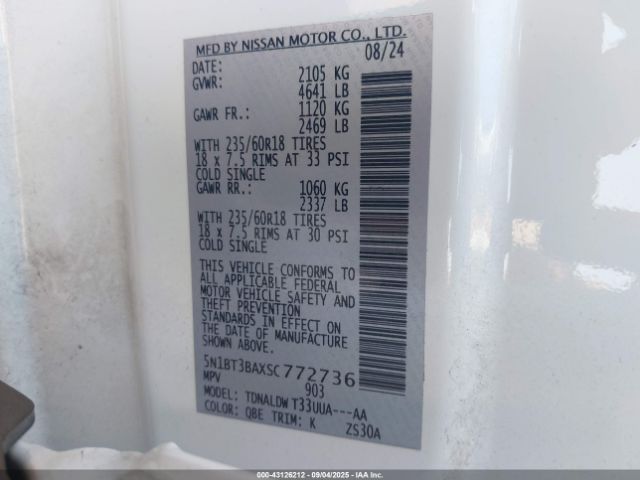 MFD BY NISSAN MOTOR CO., LTD.
DATE: 08/24
GVWR: 2105 KG
4641 LB
GAWR FR.: 1120 KG
2469 LB
WITH 235/60R18 TIRES
18 x 7.5 RIMS AT 33 PSI
COLD SINGLE
GAWR RR.: 1060 KG
2337 LB
WITH 235/60R18 TIRES
18 x 7.5 RIMS AT 30 PSI
COLD SINGLE
THIS VEHICLE CONFORMS TO
ALL APPLICABLE FEDERAL
MOTOR VEHICLE SAFETY AND
THEFT PREVENTION
STANDARDS IN EFFECT ON
THE DATE OF MANUFACTURE
SHOWN ABOVE.
5N1BT3BAXSC772736
MPV 903
MODEL: TDNALDW T33UUA---AA
COLOR: QBE TRIM: K ZS30A
000-43126212 - 09/04/2025 - IAAI.COM